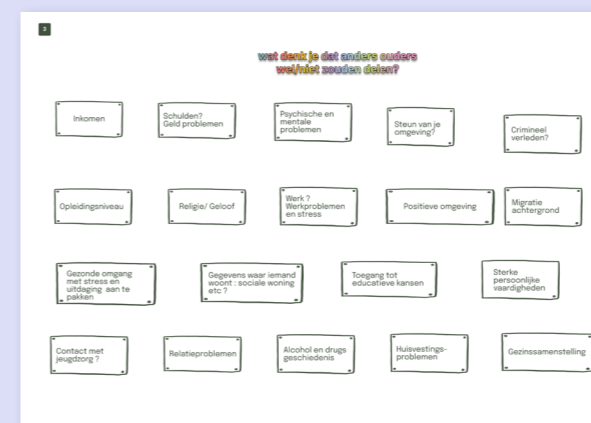 3
wat denk je dat anders ouders
wel/niet zouden delen?
Inkomen
Schulden?
Geld problemen
Psychische en
mentale
problemen
Steun van je
omgeving?
Crimineel
verleden?
Opleidingsniveau
Religie/ Geloof
Werk ?
Werkproblemen
en stress
Positieve omgeving
Migratie
achtergrond
Gezonde omgang
met stress en
uitdaging aan te
pakken
Gegevens waar iemand
woont : sociale woning
etc ?
Toegang tot
educatieve kansen
Sterke
persoonlijke
vaardigheden
Contact met
jeugdzorg ?
Relatieproblemen
Alcohol en drugs
geschiedenis
Huisvestings-
problemen
Gezinssamenstelling